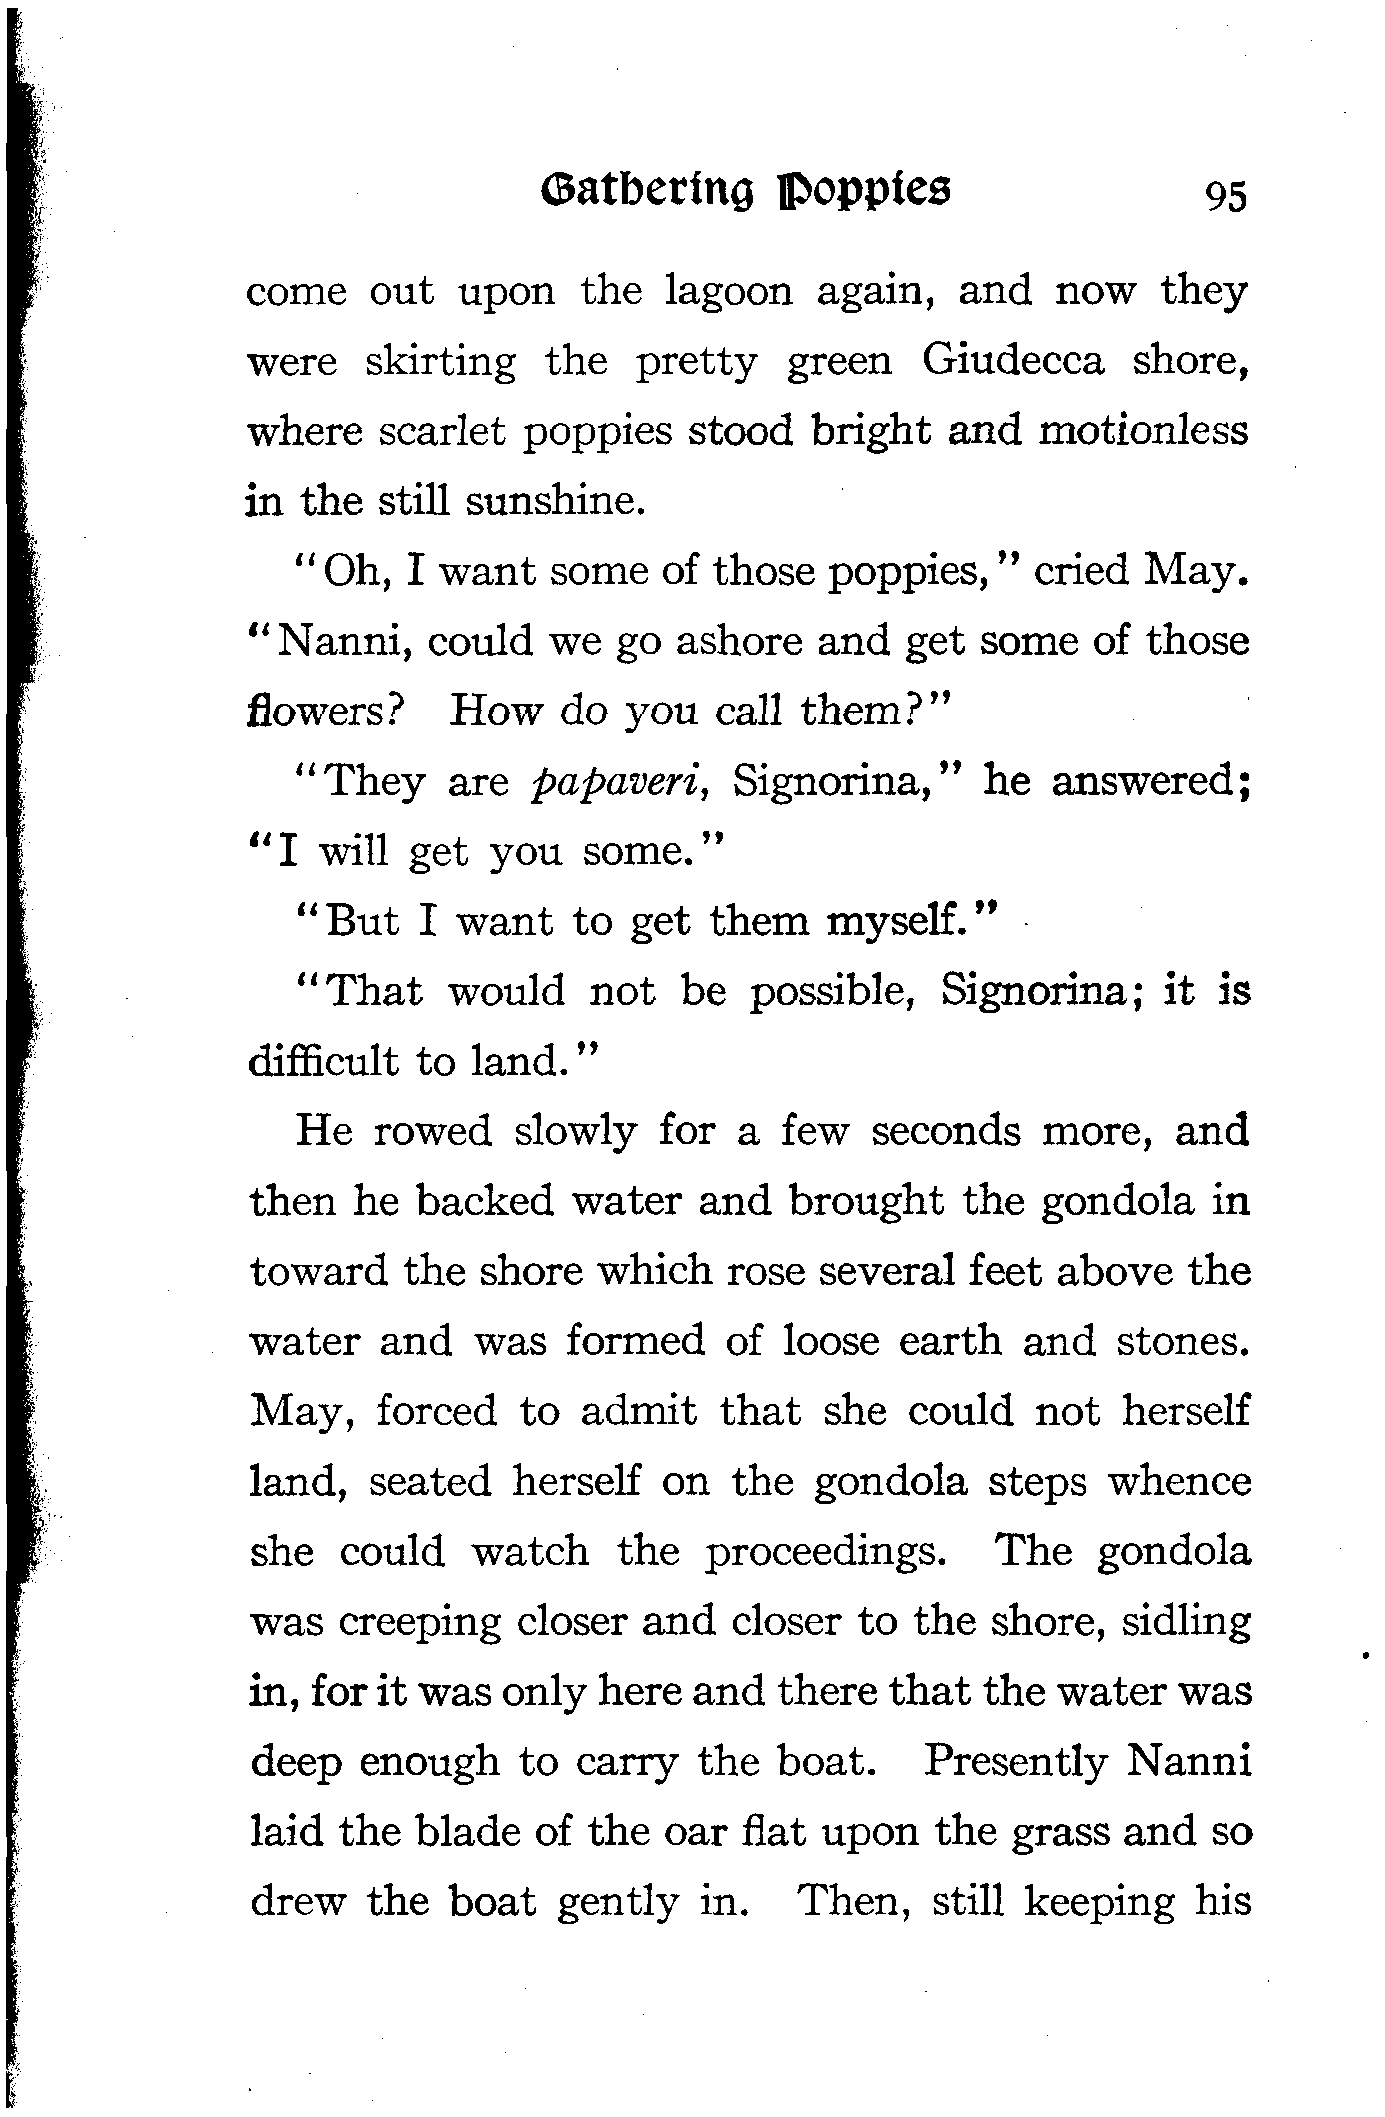 Gathering Poppies 95
come out upon the lagoon again, and now they
were skirting the pretty green Giudecca shore,
where scarlet poppies stood bright and motionless
in the still sunshine.
"Oh, I want some of those poppies," cried May.
"Nanni, could we go ashore and get some of those
flowers? How do you call them?"
"They are papaveri, Signorina," he answered;
"I will get you some."
"But I want to get them myself."
"That would not be possible, Signorina; it is
difficult to land."
He rowed slowly for a few seconds more, and
then he backed water and brought the gondola in
toward the shore which rose several feet above the
water and was formed of loose earth and stones.
May, forced to admit that she could not herself
land, seated herself on the gondola steps whence
she could watch the proceedings. The gondola
was creeping closer and closer to the shore, sidling
in, for it was only here and there that the water was
deep enough to carry the boat. Presently Nanni
laid the blade of the oar flat upon the grass and so
drew the boat gently in. Then, still keeping his